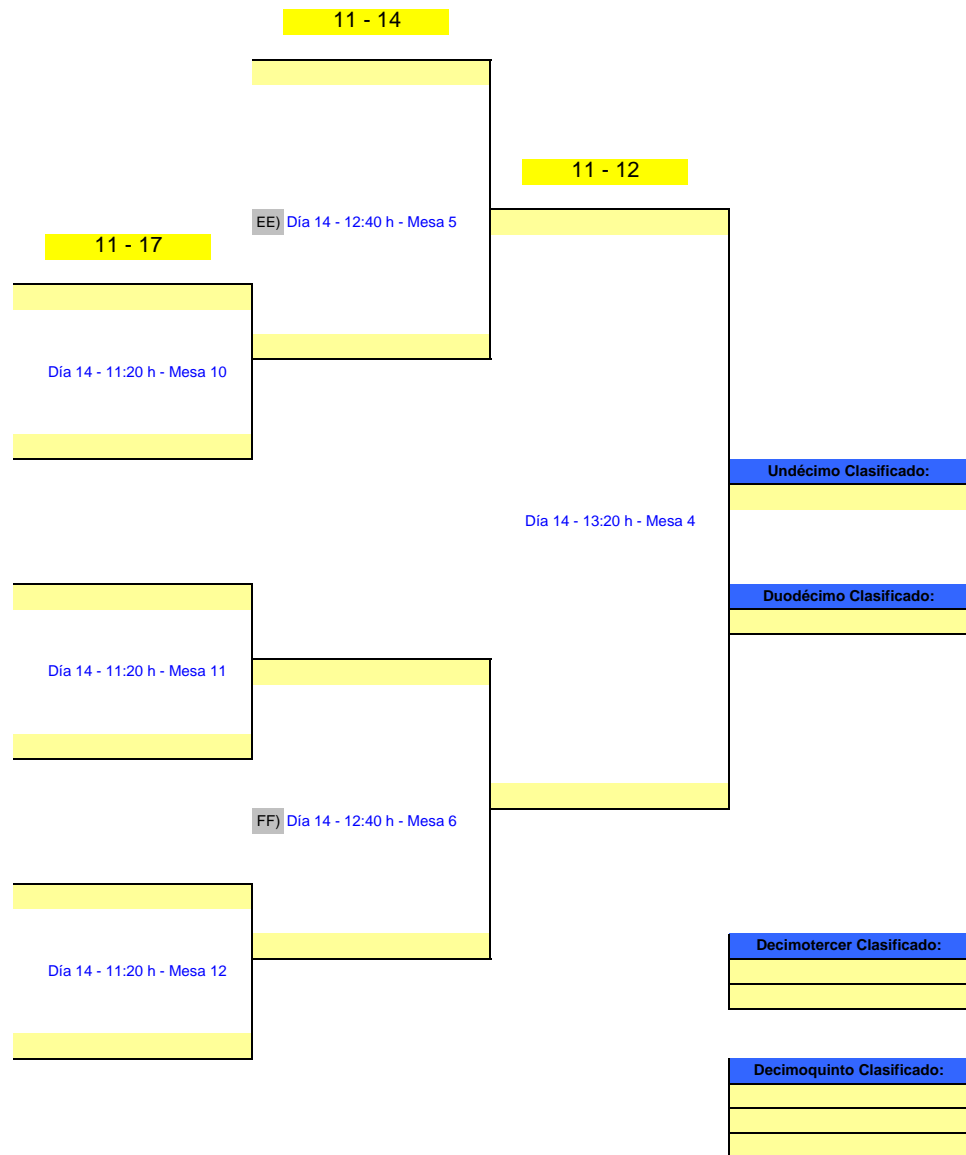 11 - 14
11 - 12
EE) Día 14 - 12:40 h - Mesa 5
11 - 17
Día 14 - 11:20 h - Mesa 10
Undécimo Clasificado:
Día 14 - 13:20 h - Mesa 4
Duodécimo Clasificado:
Día 14 - 11:20 h - Mesa 11
FF) Día 14 - 12:40 h - Mesa 6
Decimotercer Clasificado:
Día 14 - 11:20 h - Mesa 12
Decimoquinto Clasificado: